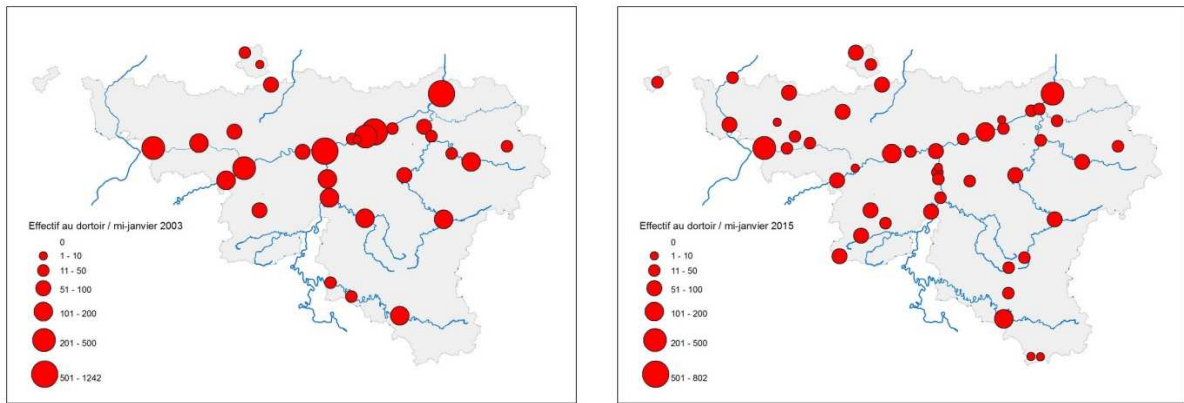 Effectif au dortoir / mi-janvier 2003
0
1 - 10
11 - 50
51 - 100
101 - 200
201 - 500
501 - 1242
Effectif au dortoir / mi-janvier 2015
0
1 - 10
11 - 50
51 - 100
101 - 200
201 - 500
501 - 802